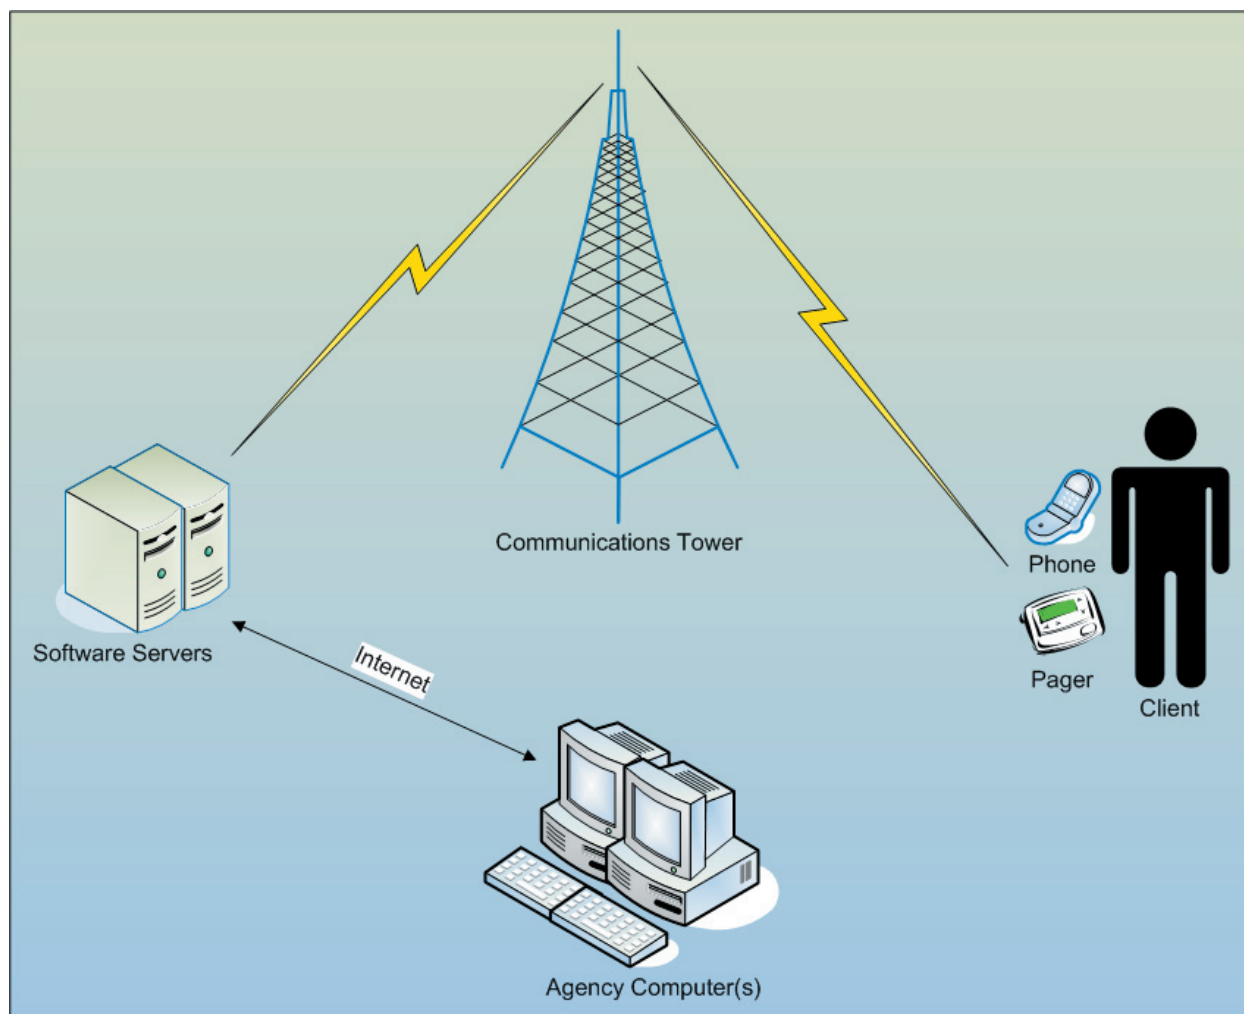 Communications Tower
Phone
Software Servers
Internet
Pager
Client
Agency Computer(s)